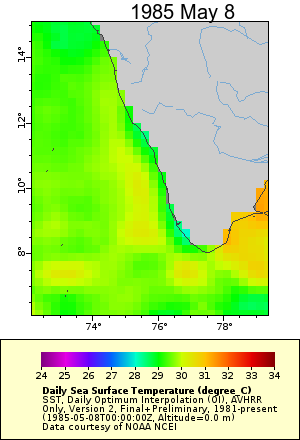 1985 May 8
14°
12°
10°
8°
74°
76°
78°
24 25 26 27 28 29 30 31 32 33 34
Daily Sea Surface Temperature (degree_C)
SST, Daily Optimum Interpolation (OI), AVHRR
Only, Version 2, Final+Preliminary, 1981-present
(1985-05-08T00:00:00Z, Altitude=0.0 m)
Data courtesy of NOAA NCEI